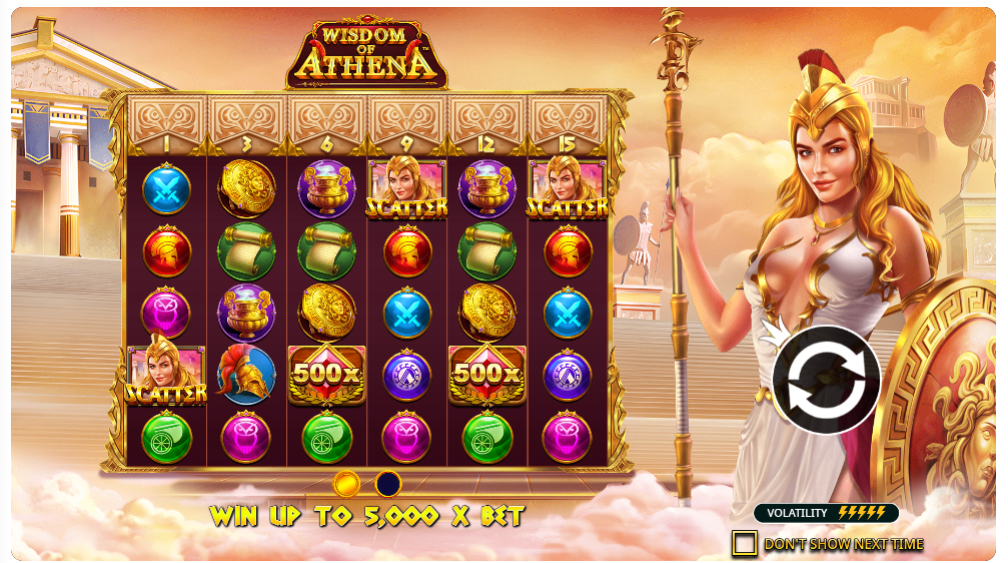 WISDOM
OF
ATHENA™
1 3 6 9 12 15
SCATTER SCATTER
SCATTER
500X 500X
WIN UP TO 5,000 X BET
VOLATILITY
DON'T SHOW NEXT TIME